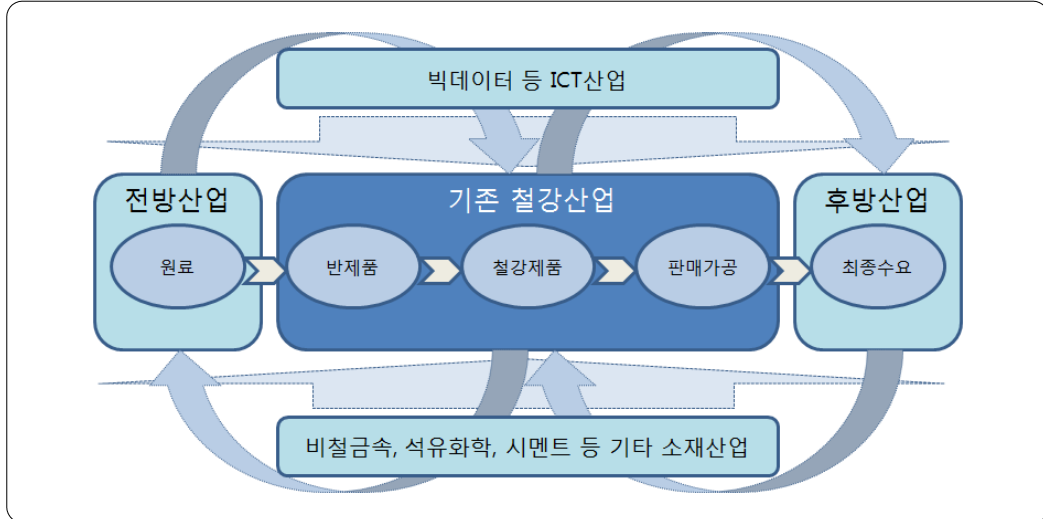 빅데이터 등 ICT산업
전방산업
기존 철강산업
후방산업
원료
반제품
철강제품
판매가공
최종수요
비철금속, 석유화학, 시멘트 등 기타 소재산업